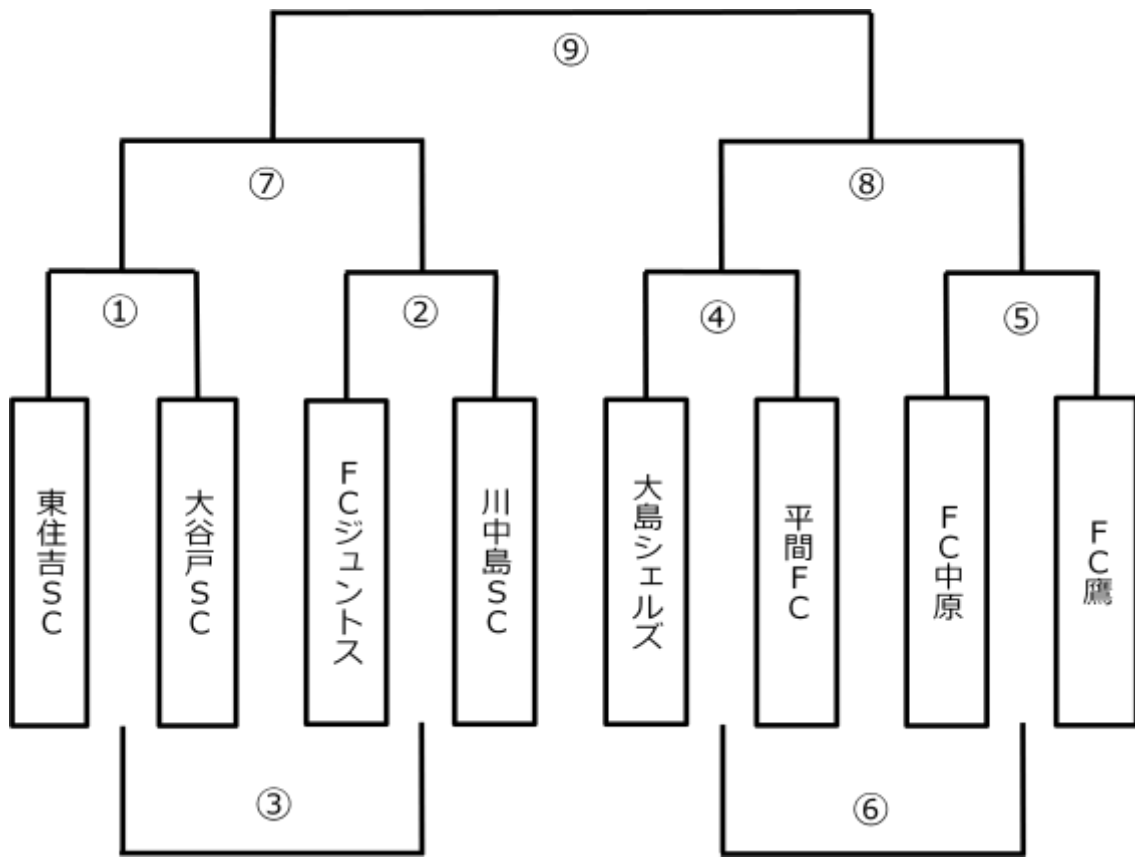 ⑨
⑦
⑧
①
②
④
⑤
東住吉ＳＣ
大谷戸ＳＣ
ＦＣジュントス
川中島ＳＣ
大島シェルズ
平間ＦＣ
ＦＣ中原
ＦＣ鷹
③
⑥